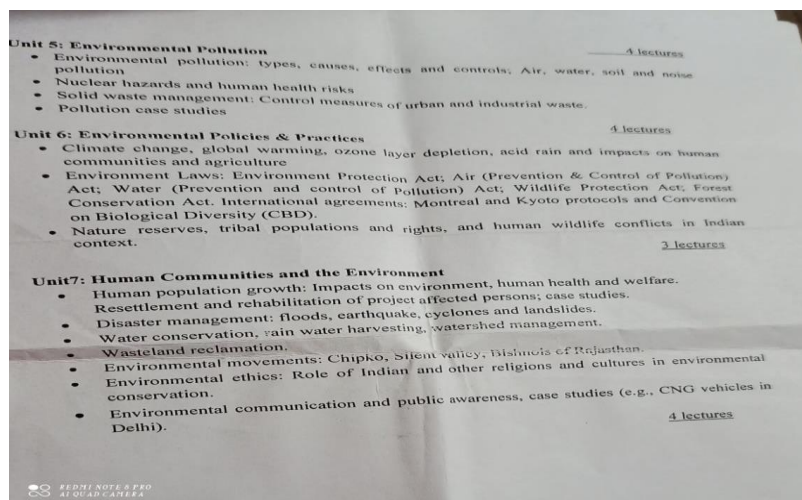 Unit 5: Environmental Pollution
4 lectures
• Environmental pollution: types, causes, effects and controls; Air, water, soil and noise
pollution
• Nuclear hazards and human health risks
• Solid waste management: Control measures of urban and industrial waste.
• Pollution case studies
4 lectures
Unit 6: Environmental Policies & Practices
• Climate change, global warming, ozone layer depletion, acid rain and impacts on human
communities and agriculture
• Environment Laws: Environment Protection Act; Air (Prevention & Control of Pollution)
Act; Water (Prevention and control of Pollution) Act; Wildlife Protection Act; Forest
Conservation Act. International agreements: Montreal and Kyoto protocols and Convention
on Biological Diversity (CBD).
• Nature reserves, tribal populations and rights, and human wildlife conflicts in Indian
context.
3 lectures
Unit7: Human Communities and the Environment
• Human population growth: Impacts on environment, human health and welfare.
Resettlement and rehabilitation of project affected persons; case studies.
• Disaster management: floods, earthquake, cyclones and landslides.
• Water conservation, rain water harvesting, watershed management.
• Wasteland reclamation.
• Environmental movements: Chipko, Silent valley, Bishnois of Rajasthan.
• Environmental ethics: Role of Indian and other religions and cultures in environmental
conservation.
• Environmental communication and public awareness, case studies (e.g., CNG vehicles in
Delhi).
4 lectures
REDMI NOTE 8 PRO
AI QUAD CAMERA